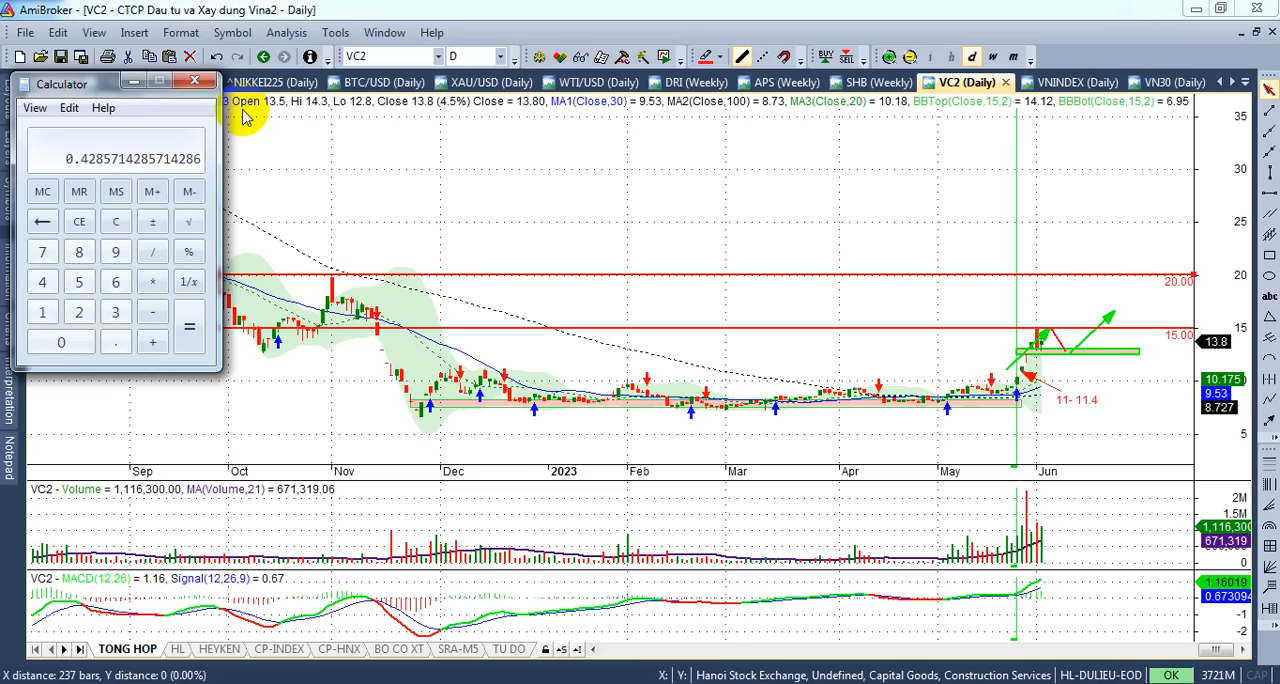 AmiBroker - [VC2 - CTCP Dau tu va Xay dung Vina2 - Daily]
File Edit View Insert Format Symbol Analysis Tools Window Help
VC2 D BUY SELL i h d w m
Calculator
^NIKKEI225 (Daily) BTC/USD (Daily) XAU/USD (Daily) WTI/USD (Daily) DRI (Weekly) APS (Weekly) SHB (Weekly) VC2 (Daily) VNINDEX (Daily) VN30 (Daily)
3 Open 13.5, Hi 14.3, Lo 12.8, Close 13.8 (4.5%) Close = 13.80, MA1(Close,30) = 9.53, MA2(Close,100) = 8.73, MA3(Close,20) = 10.18, BBTop(Close,15,2) = 14.12, BBBot(Close,15,2) = 6.95
View Edit Help
0.4285714285714286
MC MR MS M+ M-
← CE C ± √
7 8 9 / %
4 5 6 * 1/x
1 2 3 - =
0 . +
35
30
25
20
20.00
15
15.00
13.8
10.175
9.53
8.727
5
11- 11.4
abc
Notepad
Sep Oct Nov Dec 2023 Feb Mar Apr May Jun
VC2 - Volume = 1,116,300.00, MA(Volume,21) = 671,319.06
2M
1.5M
1,116,300
671,319
0
VC2 - MACD(12,26) = 1.16, Signal(12,26,9) = 0.67
1.16019
0.673094
-1
-2
TONG HOP HL HEYKEN CP-INDEX CP-HNX BO CO XT SRA-M5 TU DO
X distance: 237 bars, Y distance: 0 (0.00%) X: Y: Hanoi Stock Exchange, Undefined, Capital Goods, Construction Services HL-DULIEU-EOD OK 3721M CAP